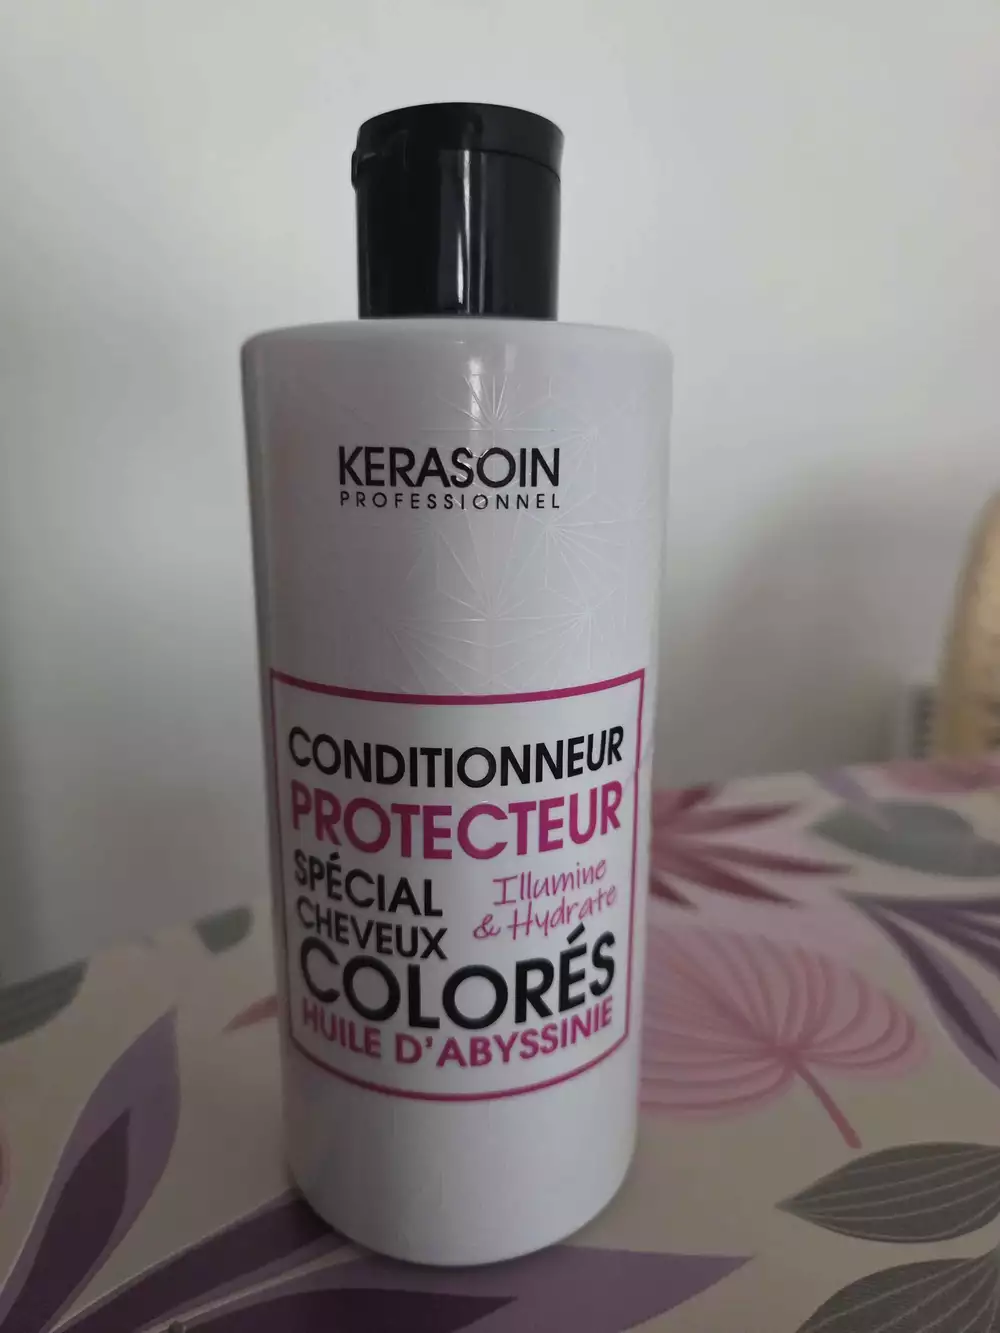 KERASOIN
PROFESSIONNEL
CONDITIONNEUR
PROTECTEUR
SPÉCIAL
CHEVEUX
Illumine
& Hydrate
COLORÉS
HUILE D'ABYSSINIE